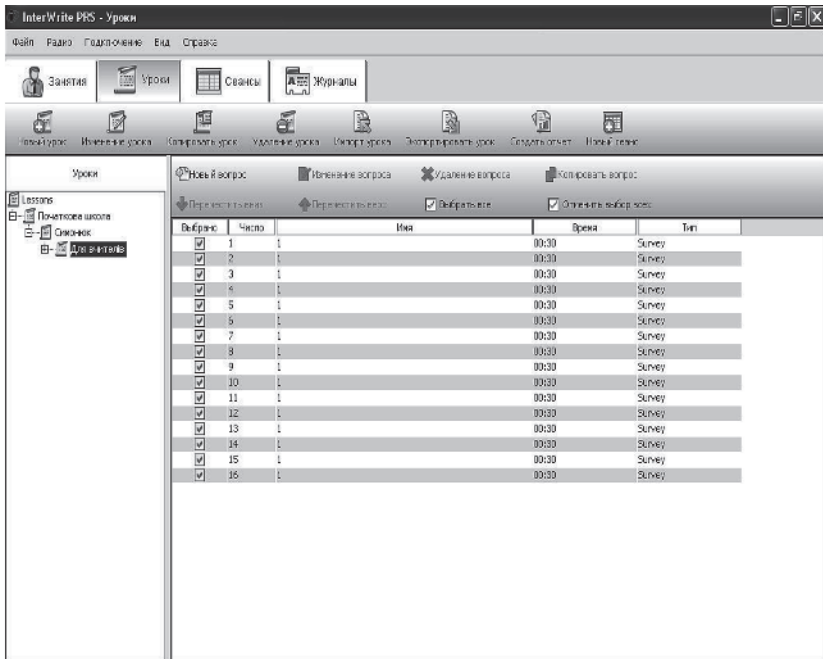 InterWrite PRS - Уроки
Файл Радио Подключение Вид Справка
Занятия Уроки Сеансы Журналы
Новый урок Изменение урока Копировать урок Удаление урока Импорт урока Экспортировать урок Создать отчет Новый сеанс
Уроки
Новый вопрос Изменение вопроса Удаление вопроса Копировать вопрос
Переместить вниз Переместить вверх Выбрать все Отменить выбор всех
Lessons
Початкова школа
Симонюк
Для вчителів
Выбрано Число Имя Время Тип
1 1 00:30 Survey
2 1 00:30 Survey
3 1 00:30 Survey
4 1 00:30 Survey
5 1 00:30 Survey
6 1 00:30 Survey
7 1 00:30 Survey
8 1 00:30 Survey
9 1 00:30 Survey
10 1 00:30 Survey
11 1 00:30 Survey
12 1 00:30 Survey
13 1 00:30 Survey
14 1 00:30 Survey
15 1 00:30 Survey
16 1 00:30 Survey